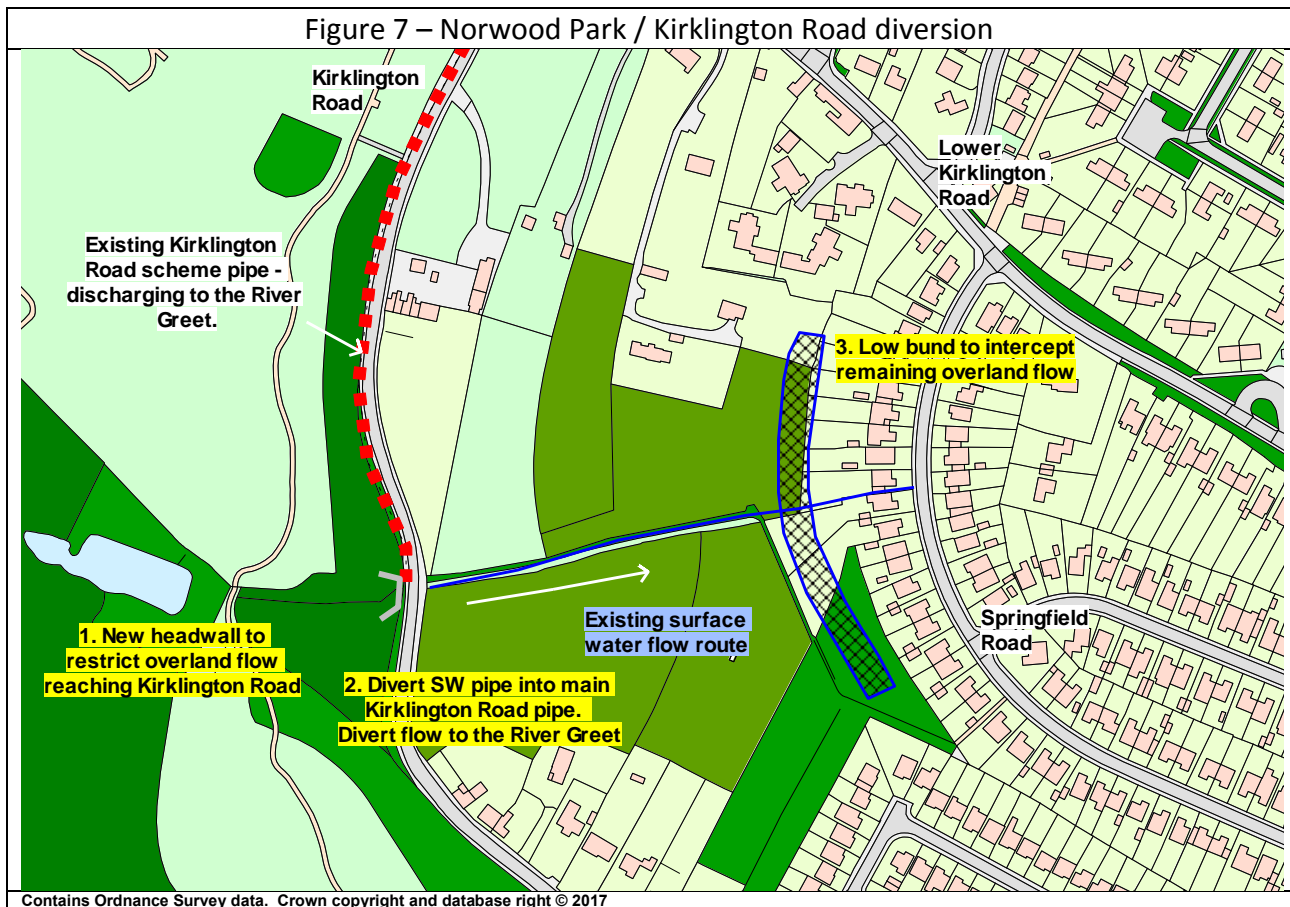 Figure 7 – Norwood Park / Kirklington Road diversion
Kirklington
Road
Lower
Kirklington
Road
Existing Kirklington
Road scheme pipe -
discharging to the River
Greet.
3. Low bund to intercept
remaining overland flow
Existing surface
water flow route
Springfield
Road
1. New headwall to
restrict overland flow
reaching Kirklington Road
2. Divert SW pipe into main
Kirklington Road pipe.
Divert flow to the River Greet
Contains Ordnance Survey data. Crown copyright and database right © 2017